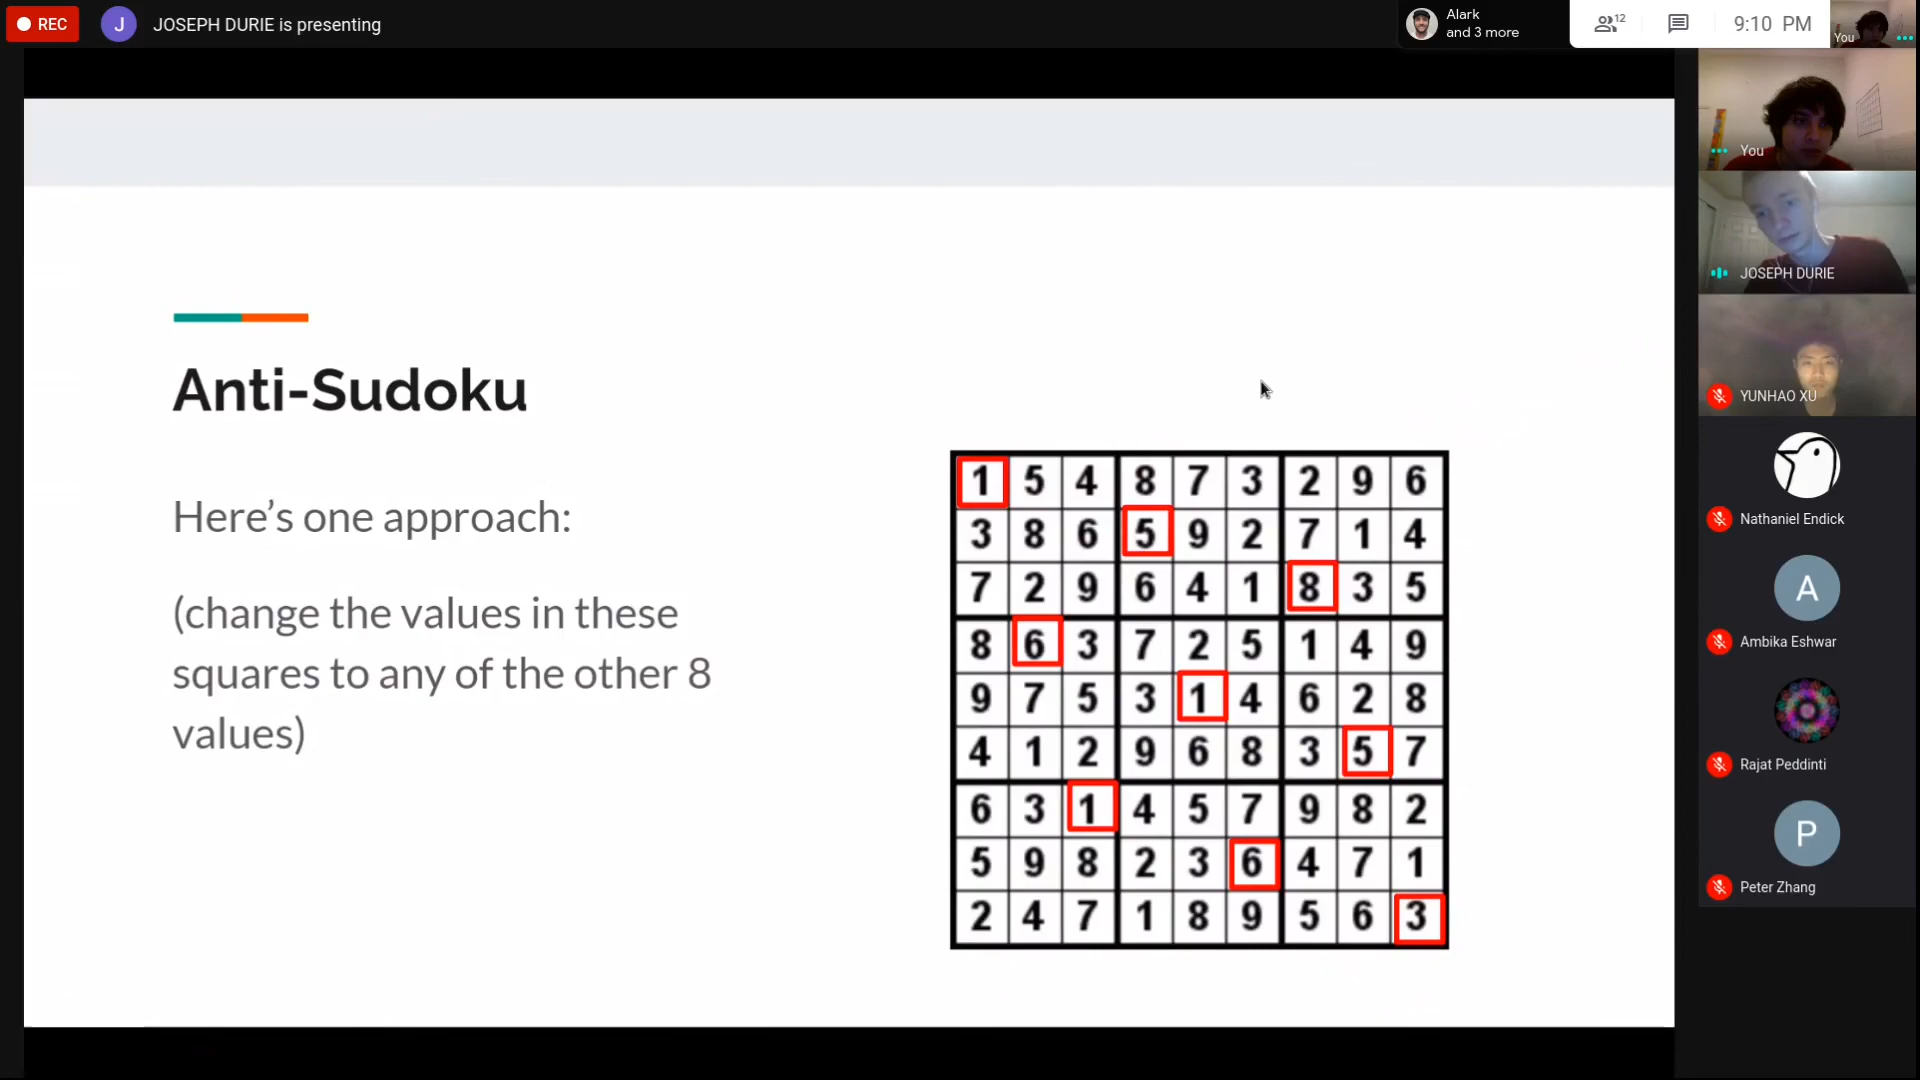 REC
J
JOSEPH DURIE is presenting
Alark
and 3 more
12
9:10 PM
You
You
JOSEPH DURIE
YUNHAO XU
Nathaniel Endick
A
Ambika Eshwar
Rajat Peddinti
P
Peter Zhang
Anti-Sudoku
Here’s one approach:
(change the values in these
squares to any of the other 8
values)
1 5 4 8 7 3 2 9 6
3 8 6 5 9 2 7 1 4
7 2 9 6 4 1 8 3 5
8 6 3 7 2 5 1 4 9
9 7 5 3 1 4 6 2 8
4 1 2 9 6 8 3 5 7
6 3 1 4 5 7 9 8 2
5 9 8 2 3 6 4 7 1
2 4 7 1 8 9 5 6 3